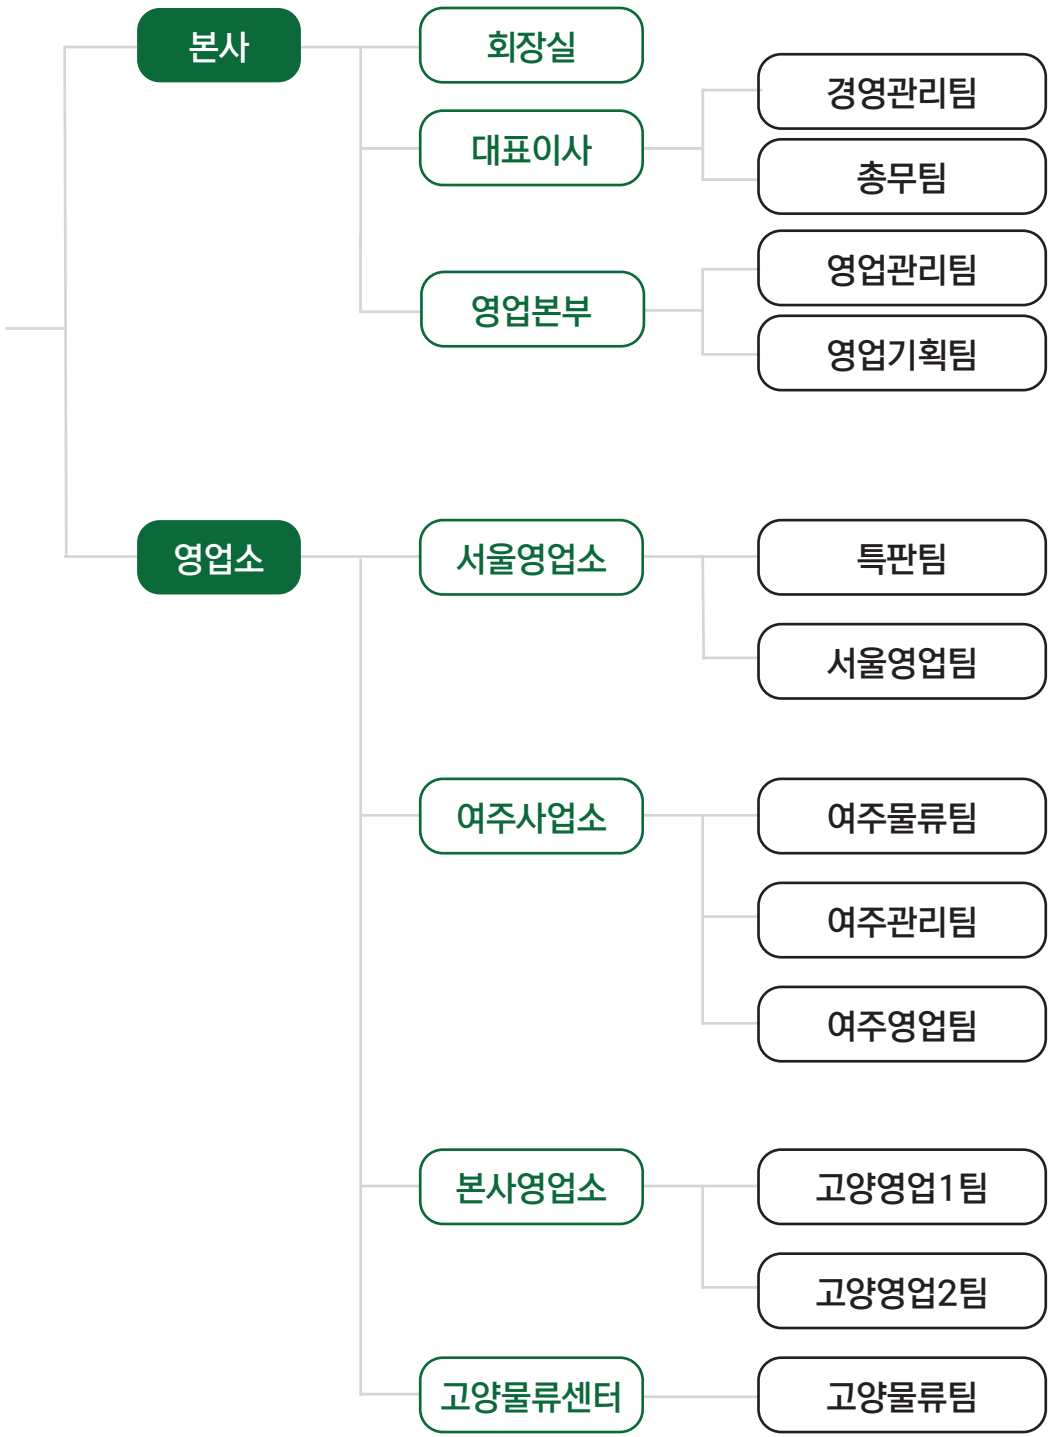 본사
회장실
대표이사
경영관리팀
총무팀
영업본부
영업관리팀
영업기획팀
영업소
서울영업소
특판팀
서울영업팀
여주사업소
여주물류팀
여주관리팀
여주영업팀
본사영업소
고양영업1팀
고양영업2팀
고양물류센터
고양물류팀